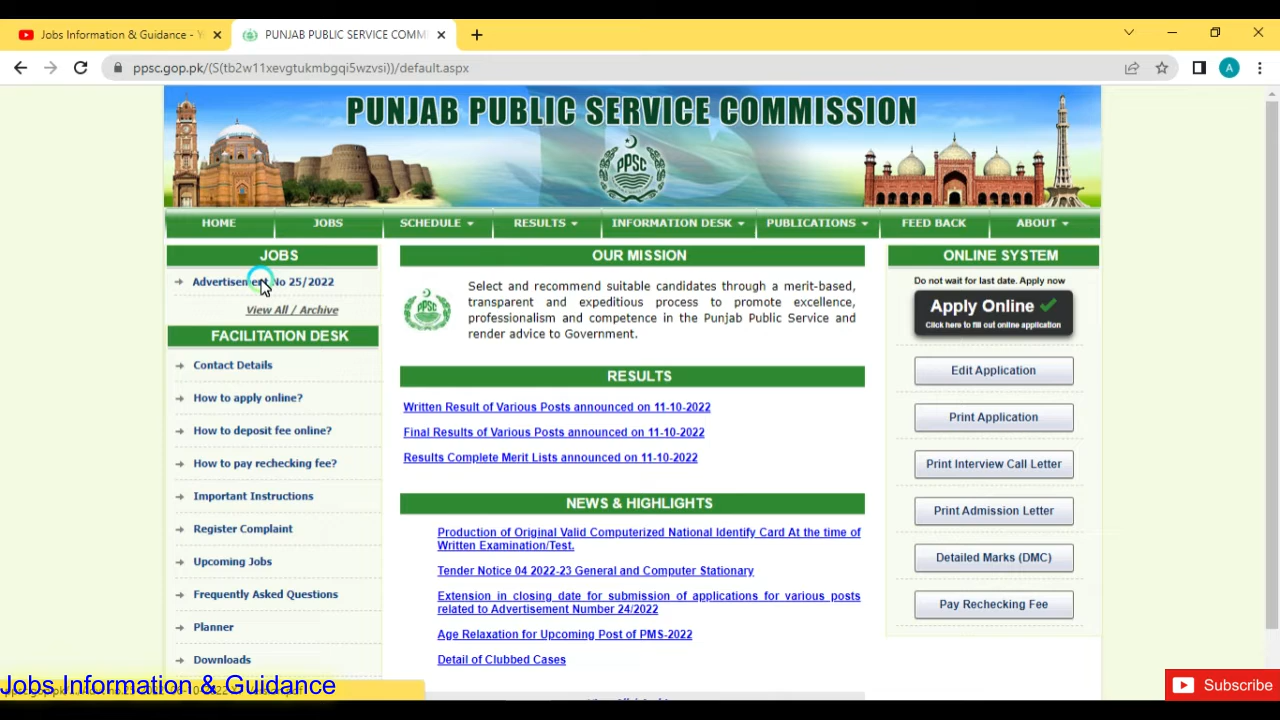 Jobs Information & Guidance - Y
PUNJAB PUBLIC SERVICE COMM
ppsc.gop.pk/(S(tb2w11xevgtukmbgqi5wzvsi))/default.aspx
A
PUNJAB PUBLIC SERVICE COMMISSION
PPSC
HOME
JOBS
SCHEDULE
RESULTS
INFORMATION DESK
PUBLICATIONS
FEED BACK
ABOUT
JOBS
Advertisement No 25/2022
View All / Archive
FACILITATION DESK
Contact Details
How to apply online?
How to deposit fee online?
How to pay rechecking fee?
Important Instructions
Register Complaint
Upcoming Jobs
Frequently Asked Questions
Planner
Downloads
OUR MISSION
PPSC
Select and recommend suitable candidates through a merit-based,
transparent and expeditious process to promote excellence,
professionalism and competence in the Punjab Public Service and
render advice to Government.
RESULTS
Written Result of Various Posts announced on 11-10-2022
Final Results of Various Posts announced on 11-10-2022
Results Complete Merit Lists announced on 11-10-2022
NEWS & HIGHLIGHTS
Production of Original Valid Computerized National Identify Card At the time of
Written Examination/Test.
Tender Notice 04 2022-23 General and Computer Stationary
Extension in closing date for submission of applications for various posts
related to Advertisement Number 24/2022
Age Relaxation for Upcoming Post of PMS-2022
Detail of Clubbed Cases
ONLINE SYSTEM
Do not wait for last date. Apply now
Apply Online
Click here to fill out online application
Edit Application
Print Application
Print Interview Call Letter
Print Admission Letter
Detailed Marks (DMC)
Pay Rechecking Fee
Jobs Information & Guidance
Subscribe